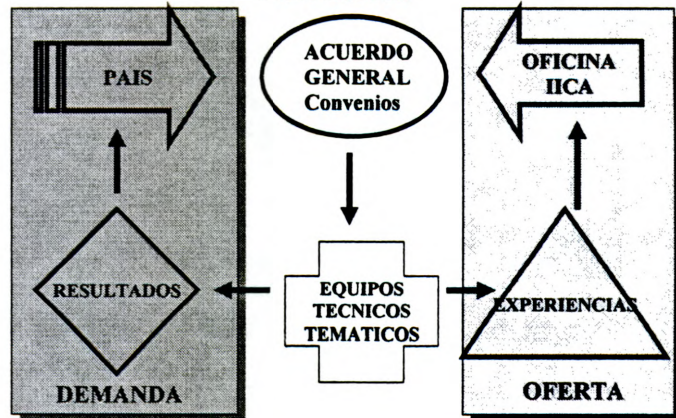 PAIS
ACUERDO
GENERAL
Convenios
OFICINA
IICA
RESULTADOS
EQUIPOS
TECNICOS
TEMATICOS
EXPERIENCIAS
DEMANDA
OFERTA